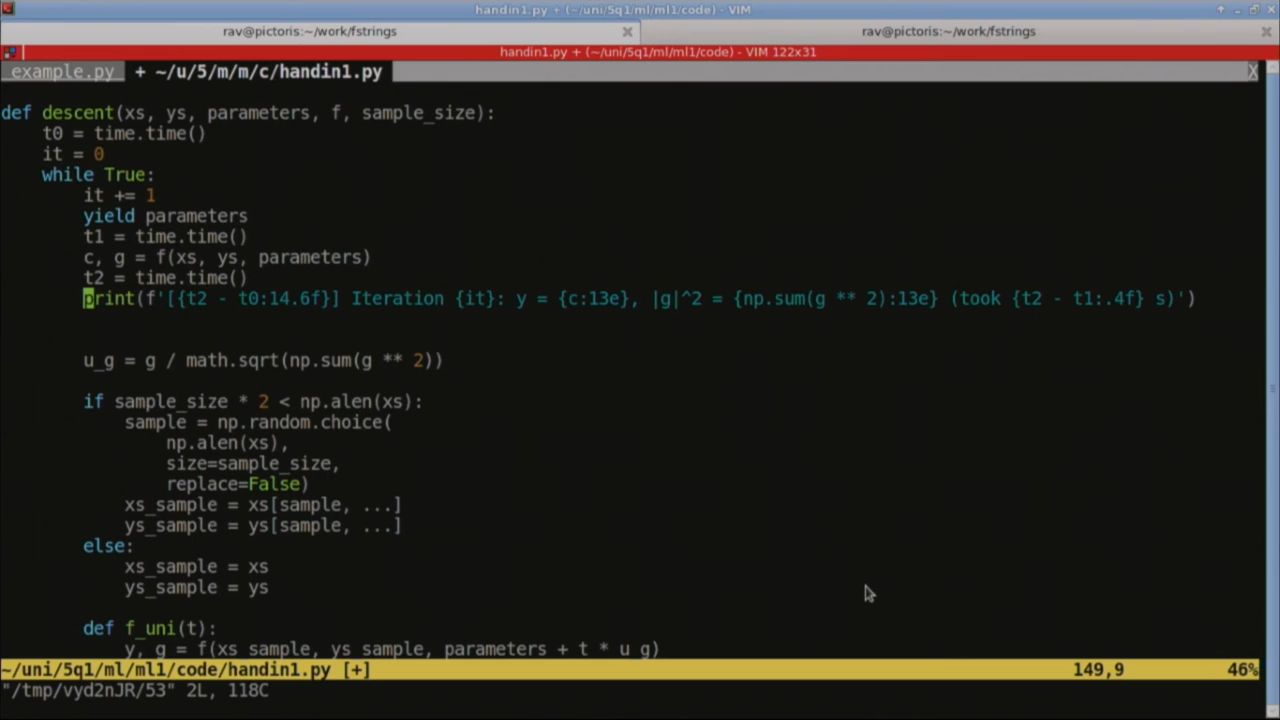 handin1.py + (~/uni/5q1/ml/ml1/code) - VIM
rav@pictoris:~/work/fstrings
rav@pictoris:~/work/fstrings
handin1.py + (~/uni/5q1/ml/ml1/code) - VIM 122x31
example.py + ~/u/5/m/m/c/handin1.py X
def descent(xs, ys, parameters, f, sample_size):
    t0 = time.time()
    it = 0
    while True:
        it += 1
        yield parameters
        t1 = time.time()
        c, g = f(xs, ys, parameters)
        t2 = time.time()
        print(f'[{t2 - t0:14.6f}] Iteration {it}: y = {c:13e}, |g|^2 = {np.sum(g ** 2):13e} (took {t2 - t1:.4f} s)')
        u_g = g / math.sqrt(np.sum(g ** 2))
        if sample_size * 2 < np.alen(xs):
            sample = np.random.choice(
                np.alen(xs),
                size=sample_size,
                replace=False)
            xs_sample = xs[sample, ...]
            ys_sample = ys[sample, ...]
        else:
            xs_sample = xs
            ys_sample = ys
        def f_uni(t):
            y, g = f(xs_sample, ys_sample, parameters + t * u_g)
~/uni/5q1/ml/ml1/code/handin1.py [+] 149,9 46%
"/tmp/vyd2nJR/53" 2L, 118C